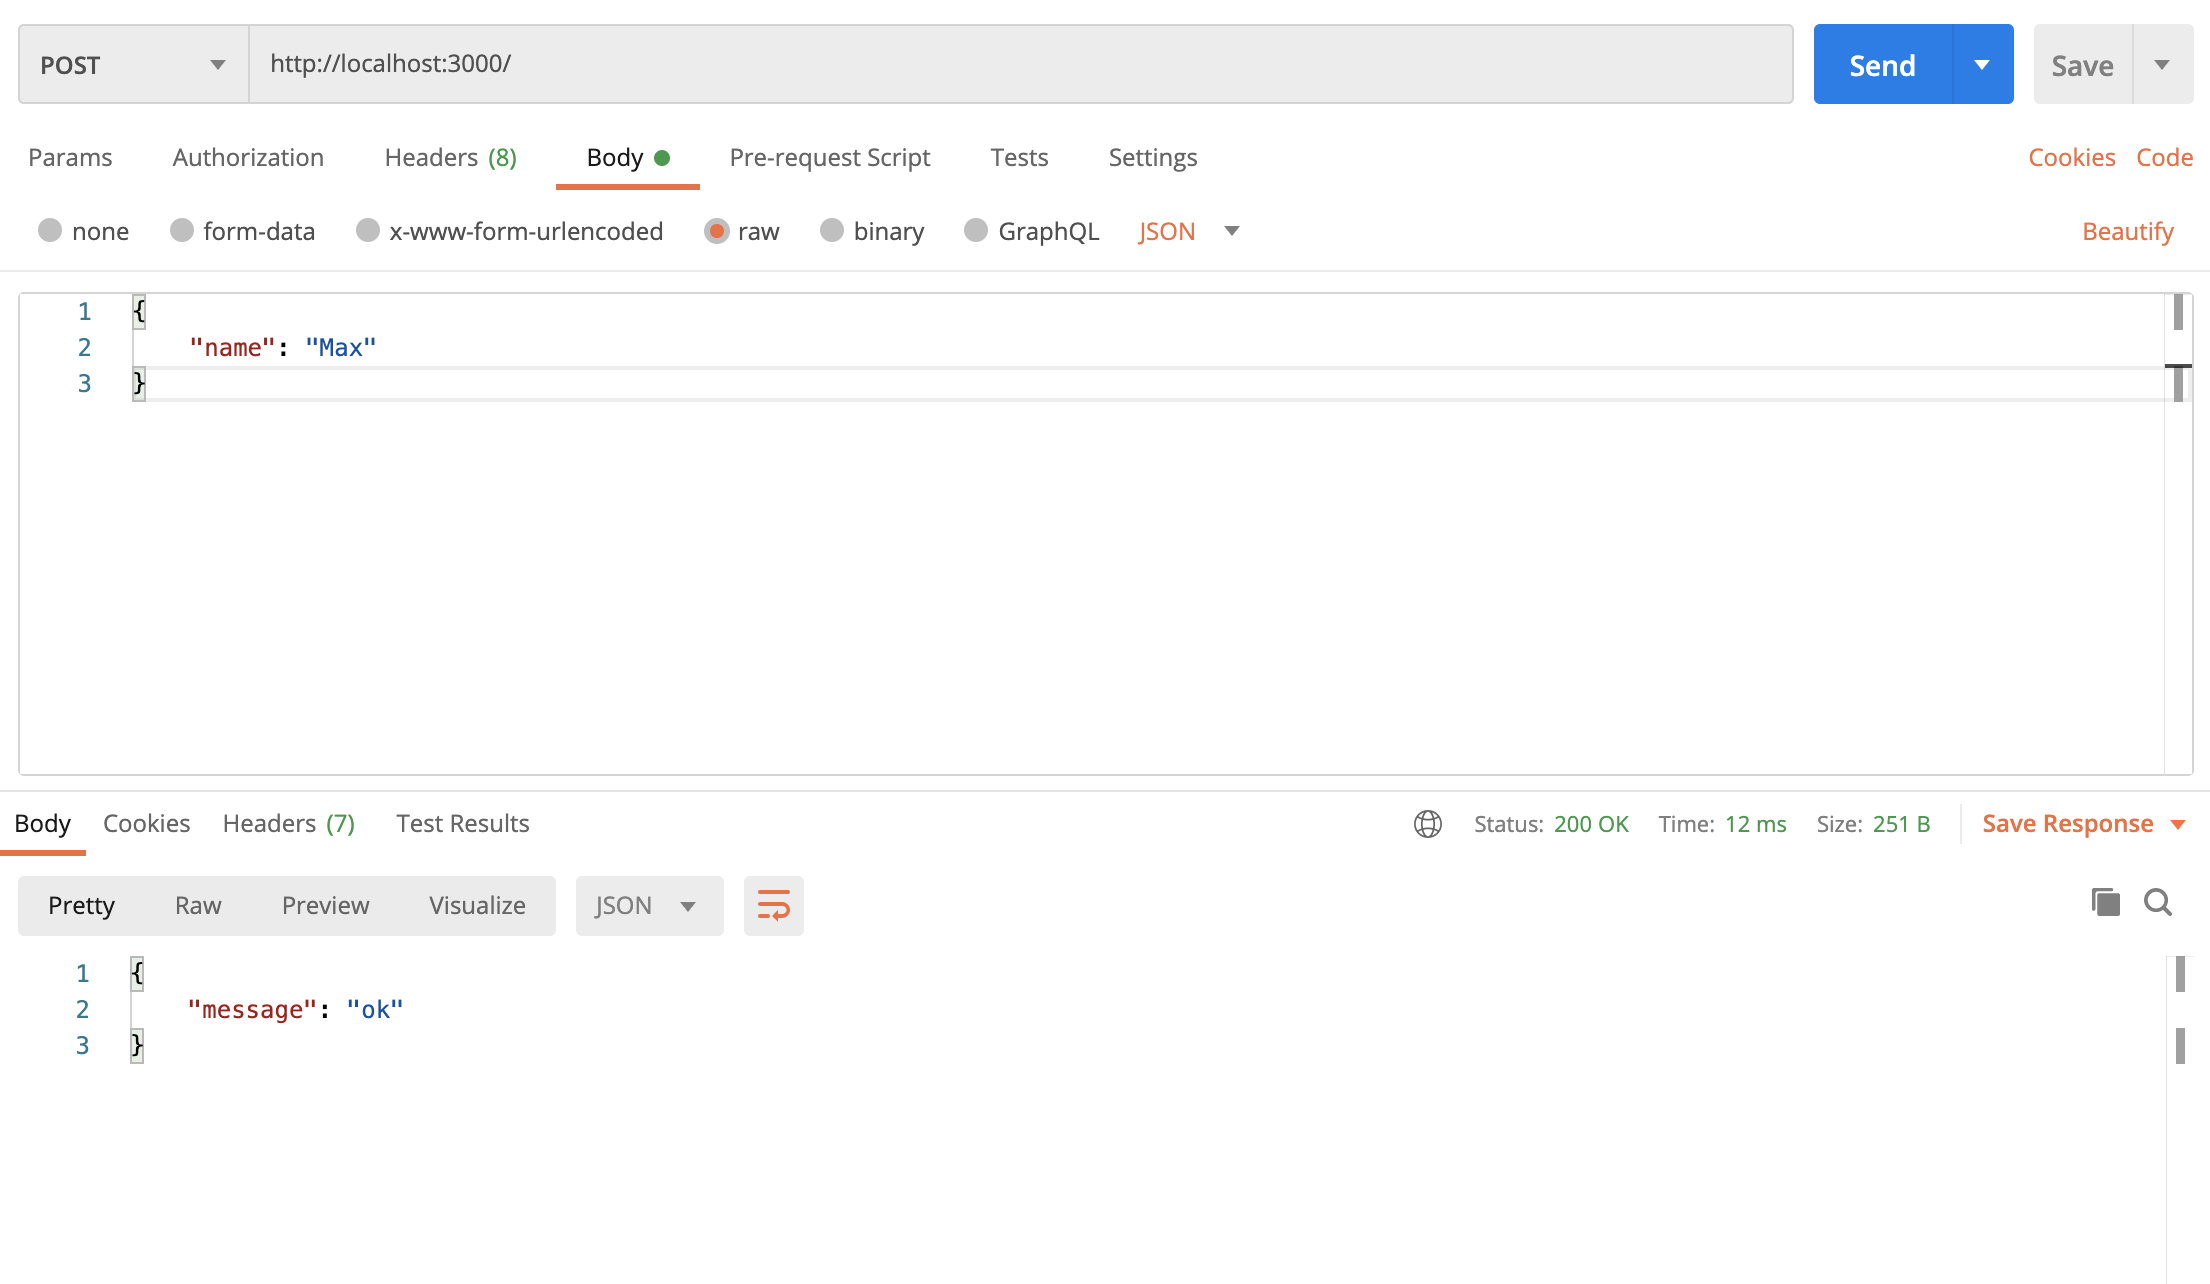 POST http://localhost:3000/ Send Save
Params Authorization Headers (8) Body Pre-request Script Tests Settings Cookies Code
none form-data x-www-form-urlencoded raw binary GraphQL JSON Beautify
1 {
2 "name": "Max"
3 }
Body Cookies Headers (7) Test Results Status: 200 OK Time: 12 ms Size: 251 B Save Response
Pretty Raw Preview Visualize JSON
1 {
2 "message": "ok"
3 }